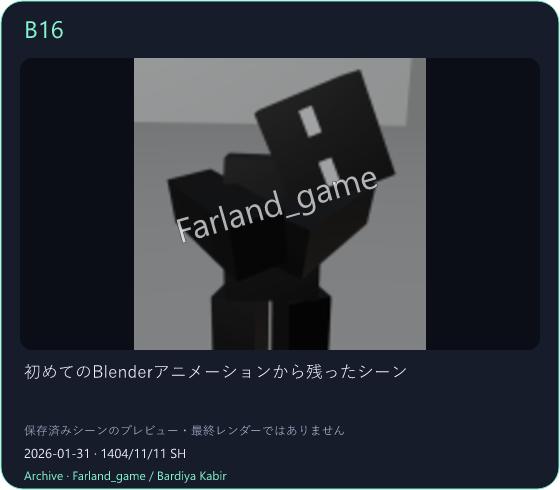 B16
Farland_game
初めてのBlenderアニメーションから残ったシーン
保存済みシーンのプレビュー・最終レンダーではありません
2026-01-31 · 1404/11/11 SH
Archive · Farland_game / Bardiya Kabir